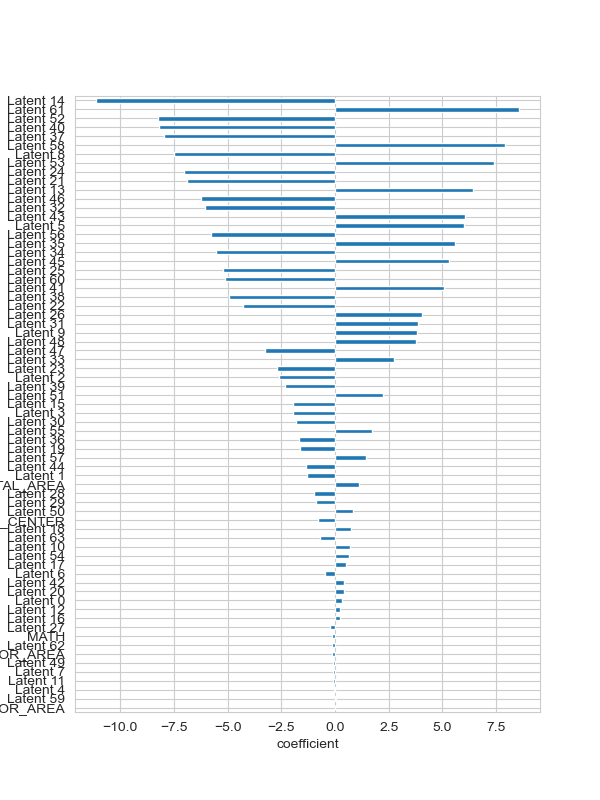 Latent 14
Latent 61
Latent 52
Latent 40
Latent 37
Latent 58
Latent 8
Latent 53
Latent 24
Latent 21
Latent 13
Latent 46
Latent 32
Latent 43
Latent 5
Latent 56
Latent 35
Latent 34
Latent 45
Latent 25
Latent 60
Latent 41
Latent 38
Latent 22
Latent 26
Latent 31
Latent 9
Latent 48
Latent 47
Latent 33
Latent 23
Latent 2
Latent 39
Latent 51
Latent 15
Latent 3
Latent 30
Latent 55
Latent 36
Latent 19
Latent 57
Latent 44
Latent 1
TAL_AREA
Latent 28
Latent 29
Latent 50
_CENTER
Latent 18
Latent 63
Latent 10
Latent 54
Latent 17
Latent 6
Latent 42
Latent 20
Latent 0
Latent 12
Latent 16
Latent 27
MATH
Latent 62
OR_AREA
Latent 49
Latent 7
Latent 11
Latent 4
Latent 59
OR_AREA
−10.0 −7.5 −5.0 −2.5 0.0 2.5 5.0 7.5
coefficient